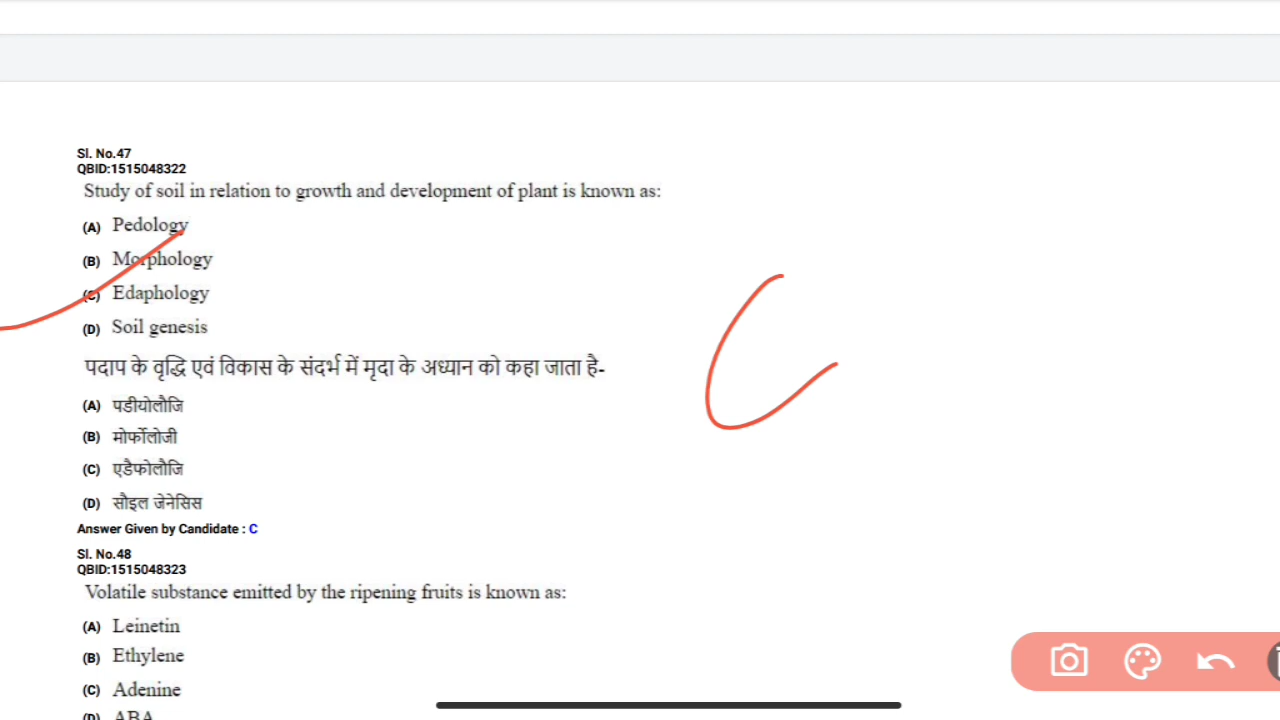 Sl. No.47
QBID:1515048322
Study of soil in relation to growth and development of plant is known as:
(A) Pedology
(B) Morphology
(C) Edaphology
(D) Soil genesis
पदाप के वृद्धि एवं विकास के संदर्भ में मृदा के अध्यान को कहा जाता है-
(A) पडीयोलौजि
(B) मोर्फोलोजी
(C) एडैफोलौजि
(D) सौइल जेनेसिस
Answer Given by Candidate : C
Sl. No.48
QBID:1515048323
Volatile substance emitted by the ripening fruits is known as:
(A) Leinetin
(B) Ethylene
(C) Adenine
(D) ABA